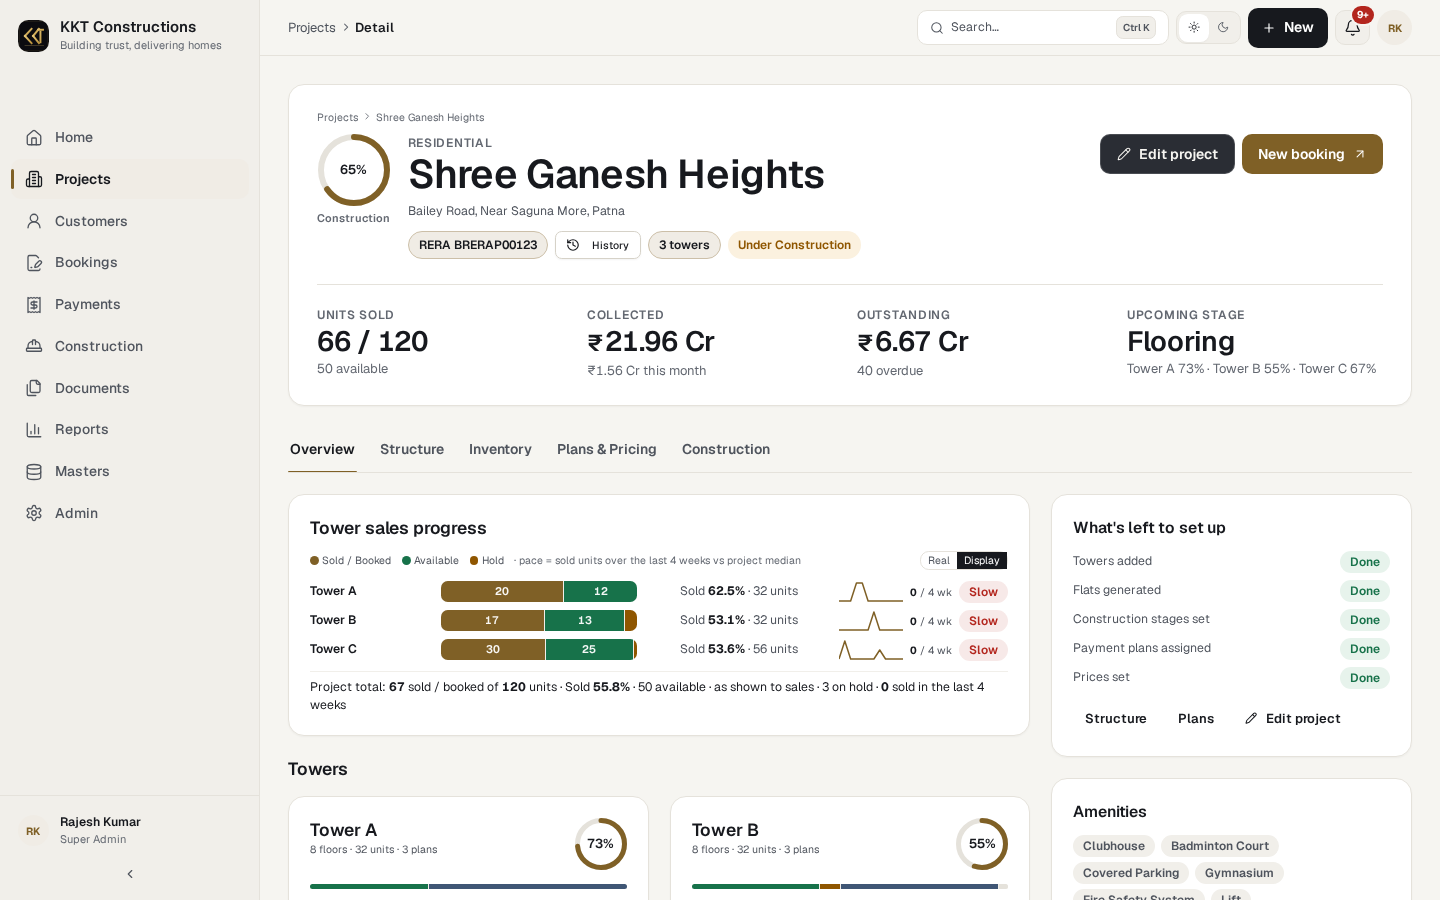 KKT Constructions
Building trust, delivering homes
Home
Projects
Customers
Bookings
Payments
Construction
Documents
Reports
Masters
Admin
RK
Rajesh Kumar
Super Admin
Projects > Detail
Search...
Ctrl K
+ New
9+
RK
Projects > Shree Ganesh Heights
65%
Construction
RESIDENTIAL
Shree Ganesh Heights
Bailey Road, Near Saguna More, Patna
RERA BRERAP00123
History
3 towers
Under Construction
Edit project
New booking
UNITS SOLD
66 / 120
50 available
COLLECTED
₹21.96 Cr
₹1.56 Cr this month
OUTSTANDING
₹6.67 Cr
40 overdue
UPCOMING STAGE
Flooring
Tower A 73% · Tower B 55% · Tower C 67%
Overview
Structure
Inventory
Plans & Pricing
Construction
Tower sales progress
Sold / Booked
Available
Hold
· pace = sold units over the last 4 weeks vs project median
Real
Display
Tower A 20 12 Sold 62.5% · 32 units 0 / 4 wk Slow
Tower B 17 13 Sold 53.1% · 32 units 0 / 4 wk Slow
Tower C 30 25 Sold 53.6% · 56 units 0 / 4 wk Slow
Project total: 67 sold / booked of 120 units · Sold 55.8% · 50 available · as shown to sales · 3 on hold · 0 sold in the last 4
weeks
Towers
Tower A
8 floors · 32 units · 3 plans
73%
Tower B
8 floors · 32 units · 3 plans
55%
What's left to set up
Towers added Done
Flats generated Done
Construction stages set Done
Payment plans assigned Done
Prices set Done
Structure
Plans
Edit project
Amenities
Clubhouse
Badminton Court
Covered Parking
Gymnasium
Fire Safety System
Lift